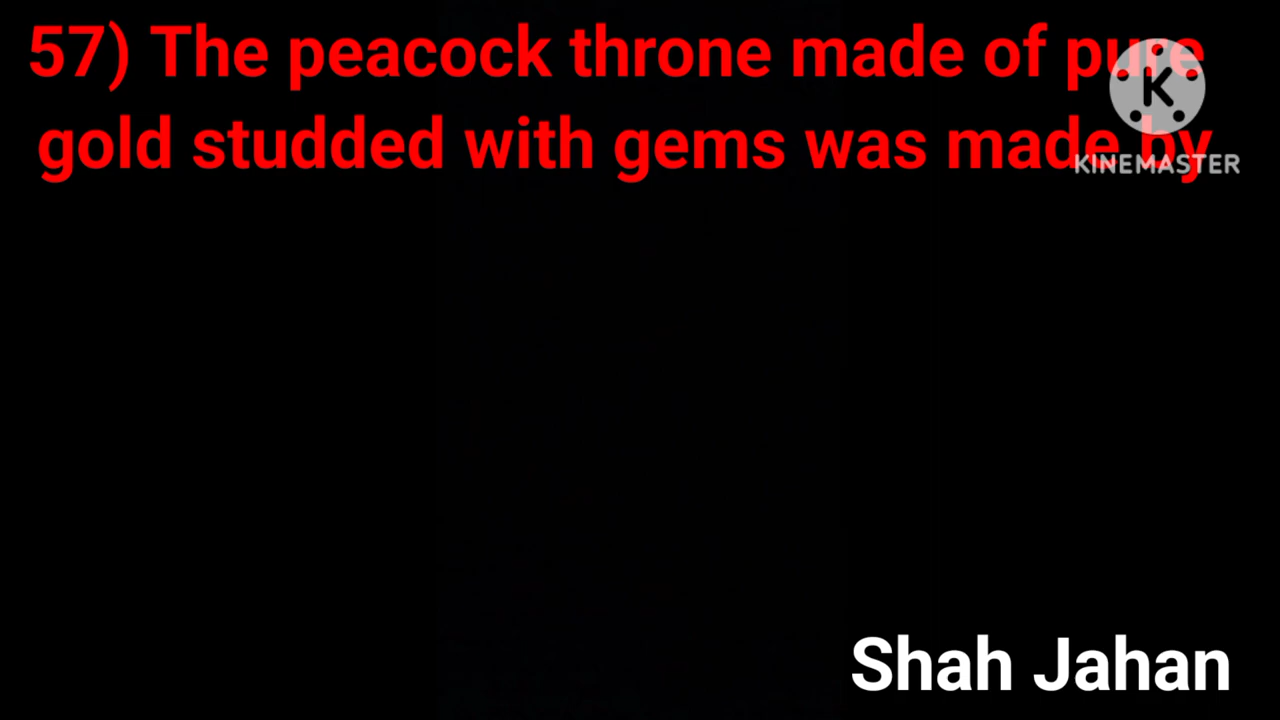 57) The peacock throne made of pure
gold studded with gems was made by
K
KINEMASTER
Shah Jahan